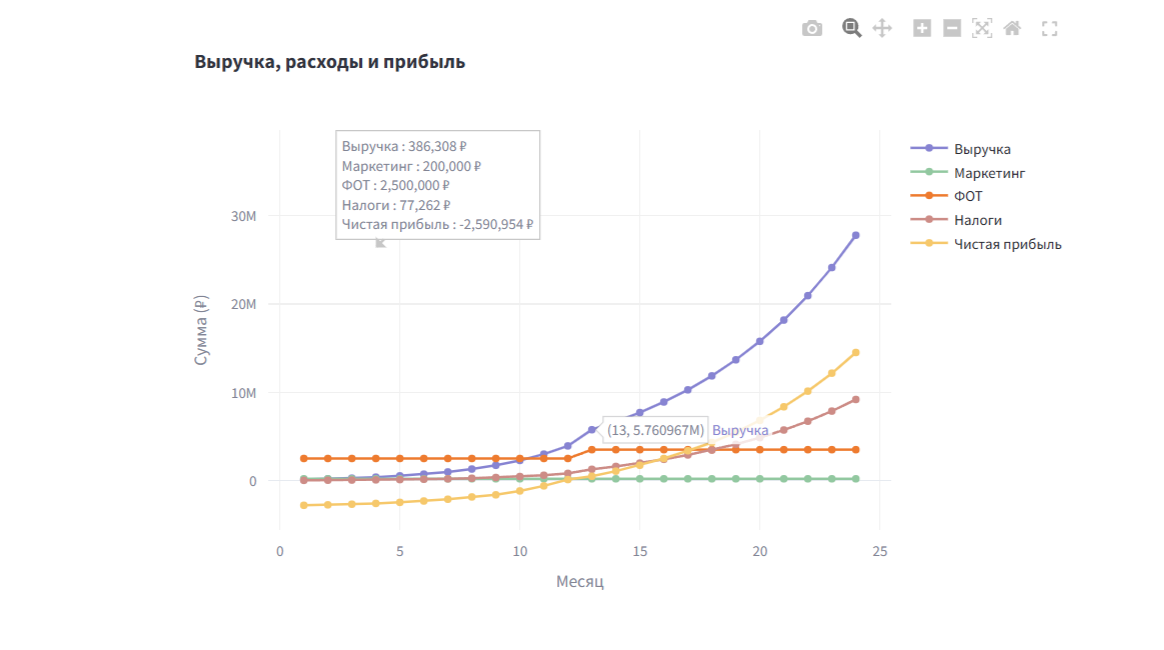 Выручка, расходы и прибыль
Выручка : 386,308 ₽
Маркетинг : 200,000 ₽
ФОТ : 2,500,000 ₽
Налоги : 77,262 ₽
Чистая прибыль : -2,590,954 ₽
Выручка
Маркетинг
ФОТ
Налоги
Чистая прибыль
30M
20M
10M
0
Сумма (₽)
(13, 5.760967M) Выручка
0 5 10 15 20 25
Месяц